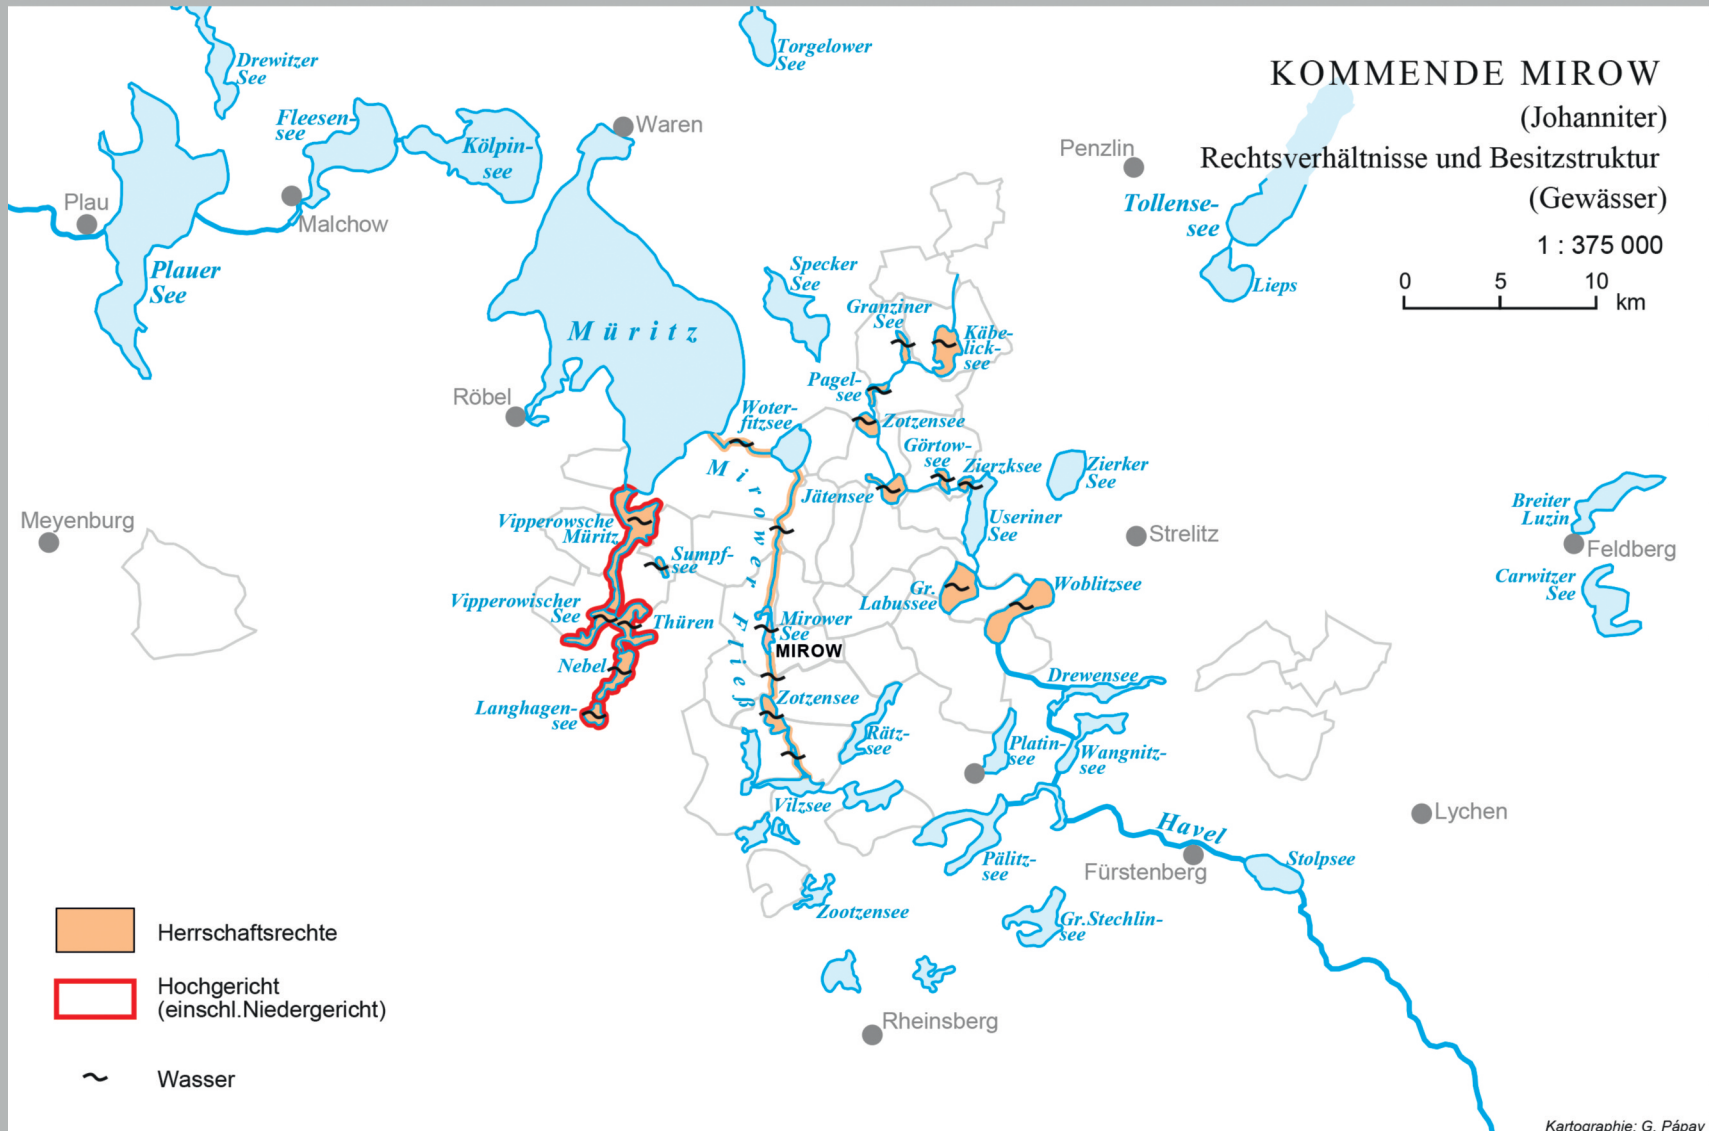 KOMMENDE MIROW
(Johanniter)
Rechtsverhältnisse und Besitzstruktur
(Gewässer)
1 : 375 000
0 5 10 km
Drewitzer
See
Torgelower
See
Fleesen-
see
Kölpin-
see
Waren
Penzlin
Plau
Malchow
Tollense-
see
Plauer
See
Specker
See
Lieps
Müritz
Granziner
See
Käbe-
lick-
see
Pagel-
see
Röbel
Woter-
fitzsee
Zotzensee
Görtow-
see
Zierzksee
Zierker
See
Mirower Fließ
Jätensee
Breiter
Luzin
Meyenburg
Vipperowsche
Müritz
Useriner
See
Strelitz
Feldberg
Sumpf-
see
Gr.
Labussee
Woblitzsee
Carwitzer
See
Vipperowischer
See
Thüren
Mirower
See
MIROW
Nebel
Drewensee
Langhagen-
see
Zotzensee
Rätz-
see
Platin-
see
Wangnitz-
see
Vilzsee
Lychen
Havel
Pälitz-
see
Fürstenberg
Stolpsee
Zootzensee
Gr.Stechlin-
see
Rheinsberg
Herrschaftsrechte
Hochgericht
(einschl.Niedergericht)
Wasser
Kartographie: G. Pápay